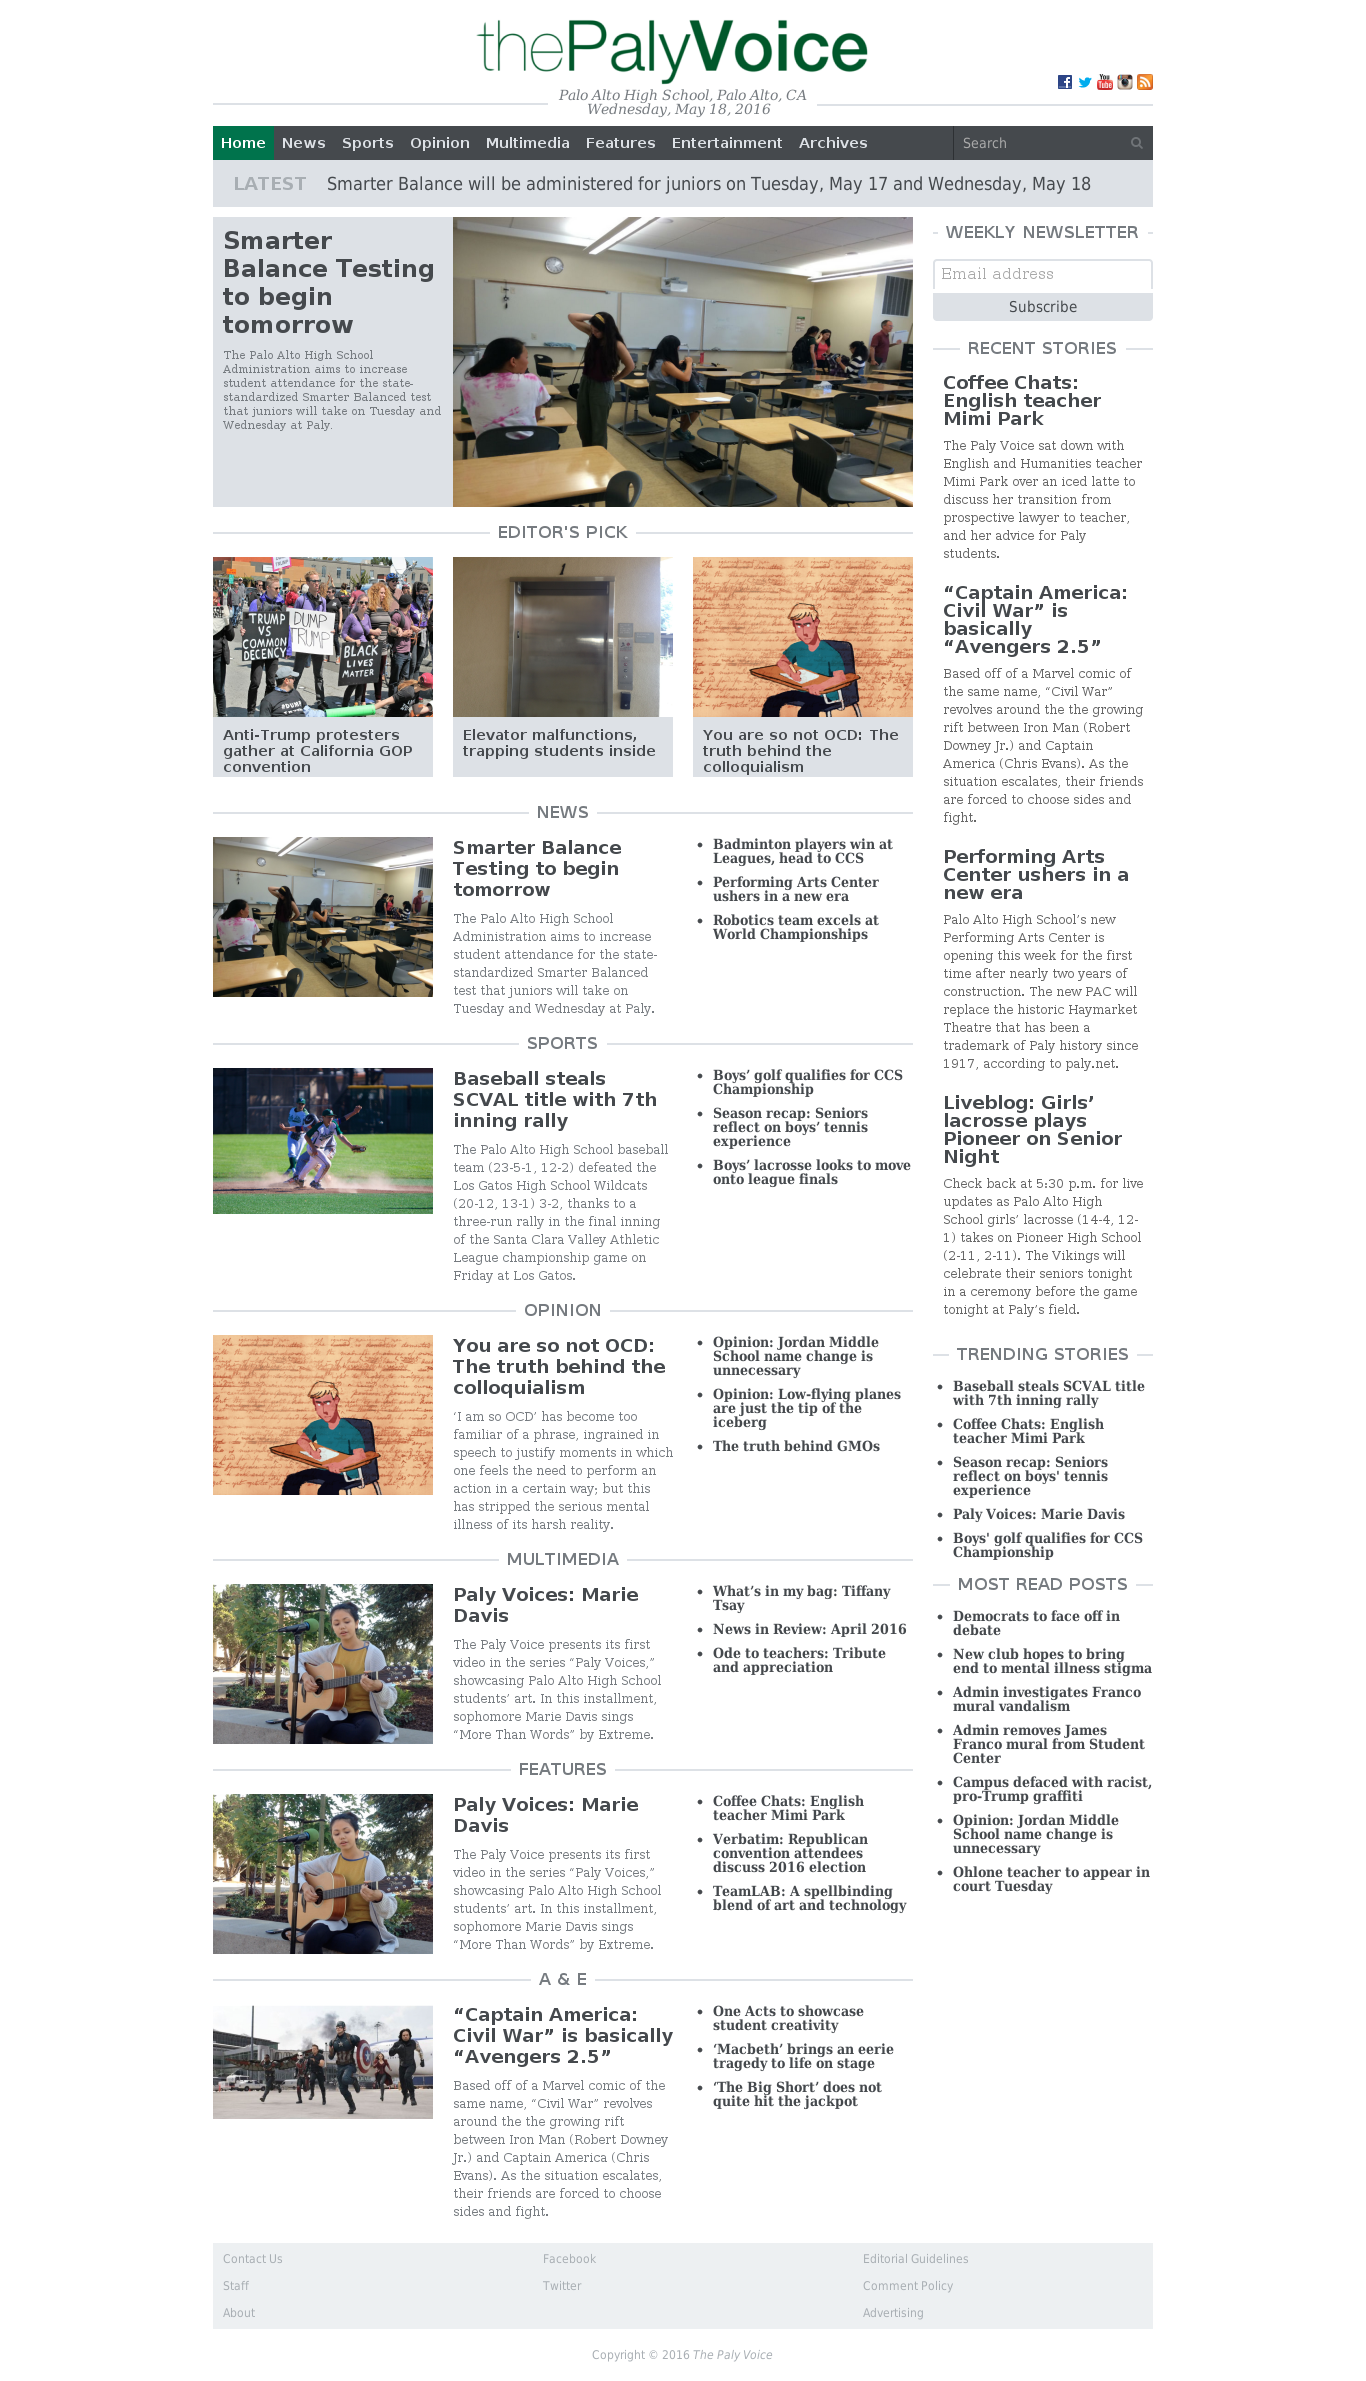 thePalyVoice
Palo Alto High School, Palo Alto, CA
Wednesday, May 18, 2016
Home News Sports Opinion Multimedia Features Entertainment Archives Search
LATEST Smarter Balance will be administered for juniors on Tuesday, May 17 and Wednesday, May 18
Smarter
Balance Testing
to begin
tomorrow
The Palo Alto High School
Administration aims to increase
student attendance for the state-
standardized Smarter Balanced test
that juniors will take on Tuesday and
Wednesday at Paly.
EDITOR'S PICK
TRUMP
VS
COMMON
DECENCY
DUMP
TRUMP
BLACK
LIVES
MATTER
Anti-Trump protesters
gather at California GOP
convention
1
Elevator malfunctions,
trapping students inside
You are so not OCD: The
truth behind the
colloquialism
NEWS
Smarter Balance
Testing to begin
tomorrow
The Palo Alto High School
Administration aims to increase
student attendance for the state-
standardized Smarter Balanced
test that juniors will take on
Tuesday and Wednesday at Paly.
Badminton players win at
Leagues, head to CCS
Performing Arts Center
ushers in a new era
Robotics team excels at
World Championships
SPORTS
Baseball steals
SCVAL title with 7th
inning rally
The Palo Alto High School baseball
team (23-5-1, 12-2) defeated the
Los Gatos High School Wildcats
(20-12, 13-1) 3-2, thanks to a
three-run rally in the final inning
of the Santa Clara Valley Athletic
League championship game on
Friday at Los Gatos.
Boys’ golf qualifies for CCS
Championship
Season recap: Seniors
reflect on boys’ tennis
experience
Boys’ lacrosse looks to move
onto league finals
OPINION
You are so not OCD:
The truth behind the
colloquialism
‘I am so OCD’ has become too
familiar of a phrase, ingrained in
speech to justify moments in which
one feels the need to perform an
action in a certain way; but this
has stripped the serious mental
illness of its harsh reality.
Opinion: Jordan Middle
School name change is
unnecessary
Opinion: Low-flying planes
are just the tip of the
iceberg
The truth behind GMOs
MULTIMEDIA
Paly Voices: Marie
Davis
The Paly Voice presents its first
video in the series “Paly Voices,”
showcasing Palo Alto High School
students’ art. In this installment,
sophomore Marie Davis sings
“More Than Words” by Extreme.
What’s in my bag: Tiffany
Tsay
News in Review: April 2016
Ode to teachers: Tribute
and appreciation
FEATURES
Paly Voices: Marie
Davis
The Paly Voice presents its first
video in the series “Paly Voices,”
showcasing Palo Alto High School
students’ art. In this installment,
sophomore Marie Davis sings
“More Than Words” by Extreme.
Coffee Chats: English
teacher Mimi Park
Verbatim: Republican
convention attendees
discuss 2016 election
TeamLAB: A spellbinding
blend of art and technology
A & E
“Captain America:
Civil War” is basically
“Avengers 2.5”
Based off of a Marvel comic of the
same name, “Civil War” revolves
around the the growing rift
between Iron Man (Robert Downey
Jr.) and Captain America (Chris
Evans). As the situation escalates,
their friends are forced to choose
sides and fight.
One Acts to showcase
student creativity
‘Macbeth’ brings an eerie
tragedy to life on stage
‘The Big Short’ does not
quite hit the jackpot
WEEKLY NEWSLETTER
Email address
Subscribe
RECENT STORIES
Coffee Chats:
English teacher
Mimi Park
The Paly Voice sat down with
English and Humanities teacher
Mimi Park over an iced latte to
discuss her transition from
prospective lawyer to teacher,
and her advice for Paly
students.
“Captain America:
Civil War” is
basically
“Avengers 2.5”
Based off of a Marvel comic of
the same name, “Civil War”
revolves around the the growing
rift between Iron Man (Robert
Downey Jr.) and Captain
America (Chris Evans). As the
situation escalates, their friends
are forced to choose sides and
fight.
Performing Arts
Center ushers in a
new era
Palo Alto High School’s new
Performing Arts Center is
opening this week for the first
time after nearly two years of
construction. The new PAC will
replace the historic Haymarket
Theatre that has been a
trademark of Paly history since
1917, according to paly.net.
Liveblog: Girls’
lacrosse plays
Pioneer on Senior
Night
Check back at 5:30 p.m. for live
updates as Palo Alto High
School girls’ lacrosse (14-4, 12-
1) takes on Pioneer High School
(2-11, 2-11). The Vikings will
celebrate their seniors tonight
in a ceremony before the game
tonight at Paly’s field.
TRENDING STORIES
Baseball steals SCVAL title
with 7th inning rally
Coffee Chats: English
teacher Mimi Park
Season recap: Seniors
reflect on boys' tennis
experience
Paly Voices: Marie Davis
Boys' golf qualifies for CCS
Championship
MOST READ POSTS
Democrats to face off in
debate
New club hopes to bring
end to mental illness stigma
Admin investigates Franco
mural vandalism
Admin removes James
Franco mural from Student
Center
Campus defaced with racist,
pro-Trump graffiti
Opinion: Jordan Middle
School name change is
unnecessary
Ohlone teacher to appear in
court Tuesday
Contact Us Facebook Editorial Guidelines
Staff Twitter Comment Policy
About Advertising
Copyright © 2016 The Paly Voice